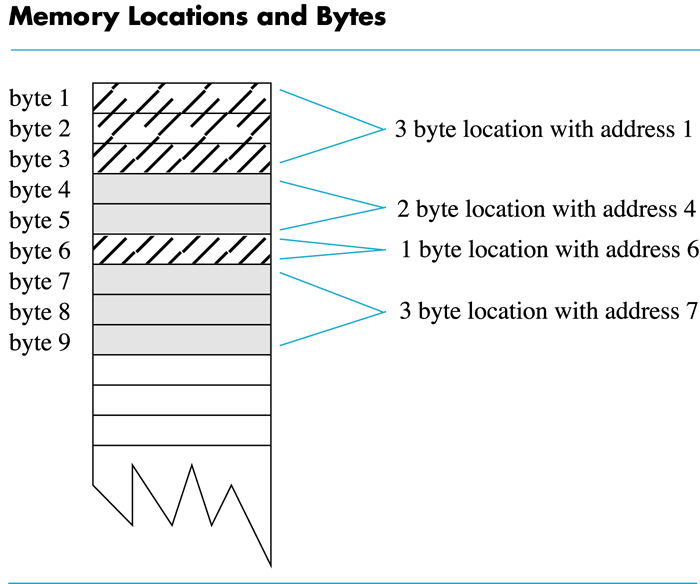 Memory Locations and Bytes
byte 1
byte 2
3 byte location with address 1
byte 3
byte 4
2 byte location with address 4
byte 5
byte 6
1 byte location with address 6
byte 7
byte 8
3 byte location with address 7
byte 9